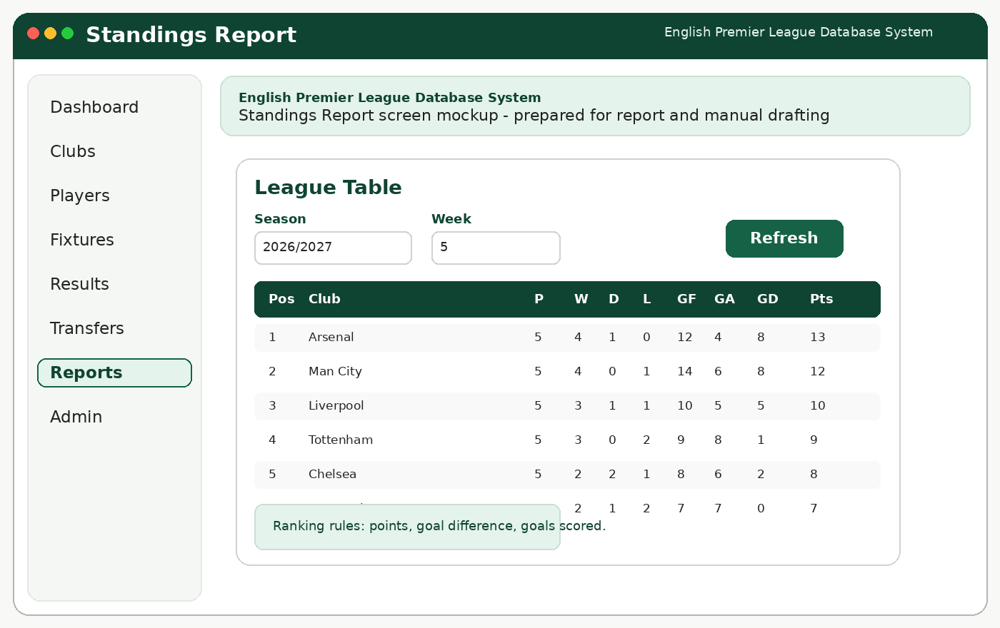 Standings Report
English Premier League Database System
Dashboard
Clubs
Players
Fixtures
Results
Transfers
Reports
Admin
English Premier League Database System
Standings Report screen mockup - prepared for report and manual drafting
League Table
Season
Week
2026/2027
5
Refresh
Pos Club P W D L GF GA GD Pts
1 Arsenal 5 4 1 0 12 4 8 13
2 Man City 5 4 0 1 14 6 8 12
3 Liverpool 5 3 1 1 10 5 5 10
4 Tottenham 5 3 0 2 9 8 1 9
5 Chelsea 5 2 2 1 8 6 2 8
2 1 2 7 7 0 7
Ranking rules: points, goal difference, goals scored.